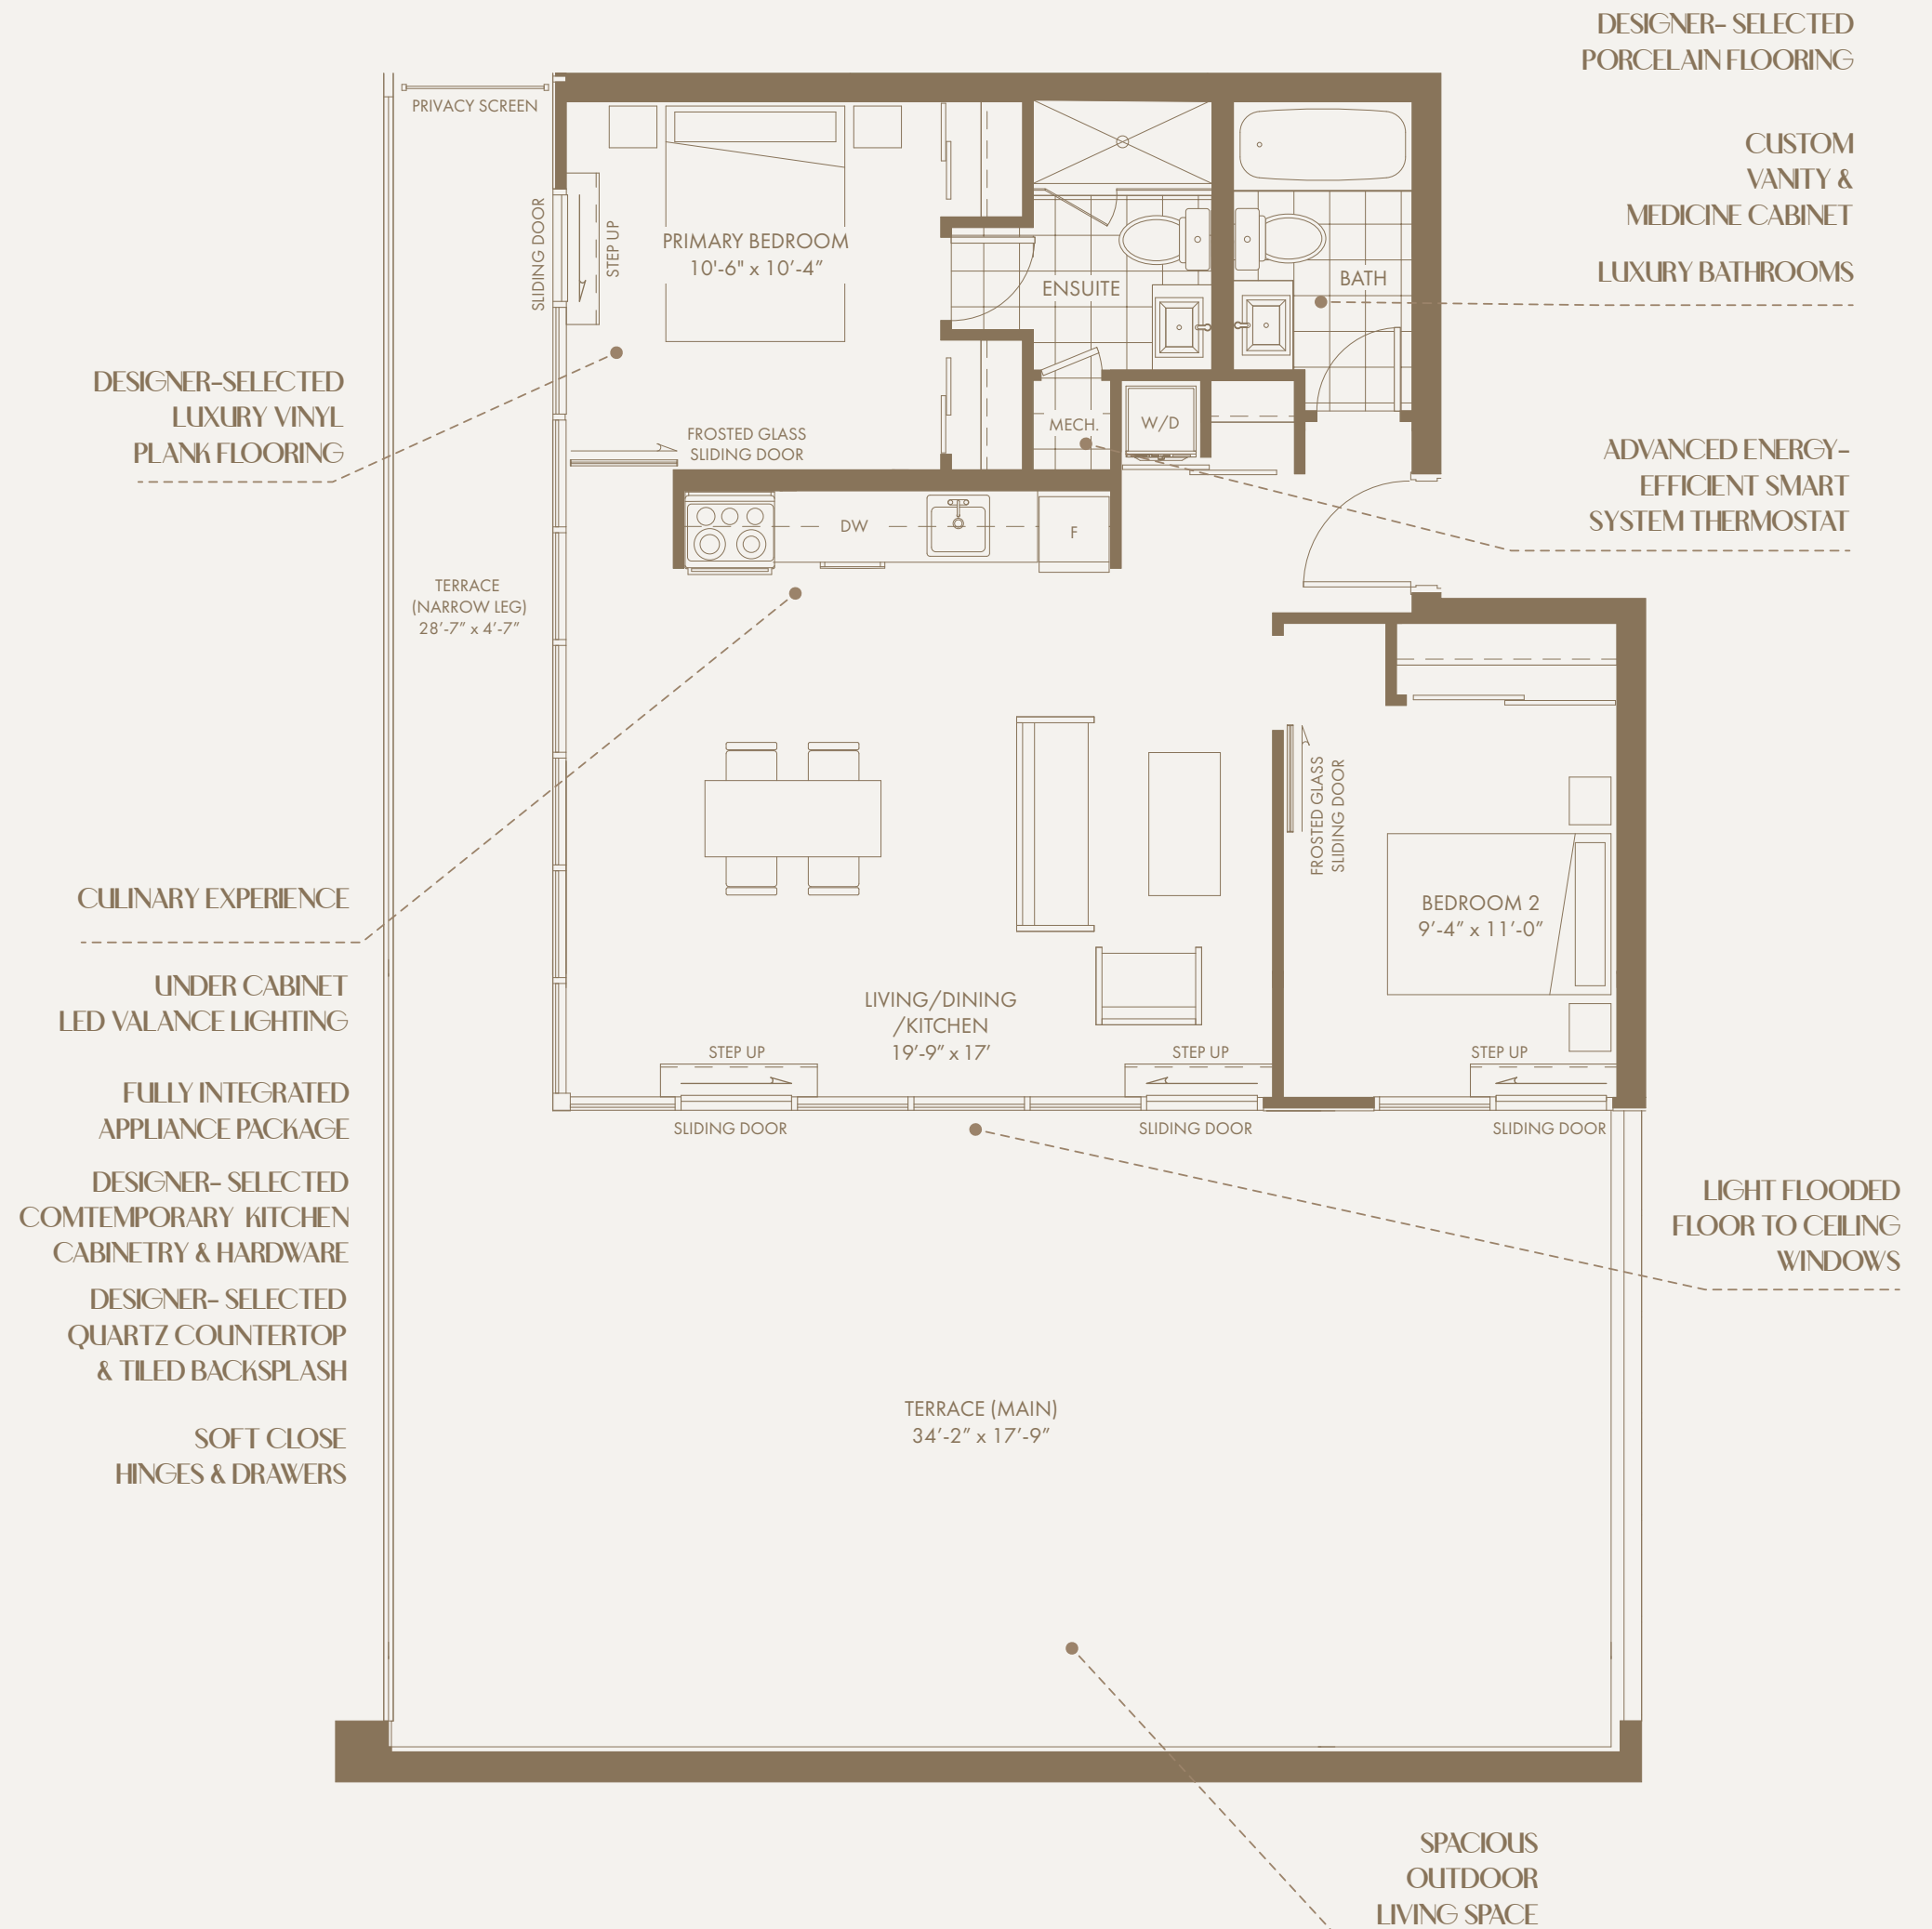 DESIGNER- SELECTED
PORCELAIN FLOORING
CUSTOM
VANITY &
MEDICINE CABINET
LUXURY BATHROOMS
ADVANCED ENERGY-
EFFICIENT SMART
SYSTEM THERMOSTAT
PRIVACY SCREEN
SLIDING DOOR
STEP UP
PRIMARY BEDROOM
10'-6" x 10'-4”
ENSUITE
BATH
MECH.
W/D
FROSTED GLASS
SLIDING DOOR
DW
F
DESIGNER-SELECTED
LUXURY VINYL
PLANK FLOORING
TERRACE
(NARROW LEG)
28'-7” x 4'-7”
FROSTED GLASS
SLIDING DOOR
BEDROOM 2
9'-4” x 11'-0”
LIVING/DINING
/KITCHEN
19'-9” x 17'
STEP UP
STEP UP
STEP UP
SLIDING DOOR
SLIDING DOOR
SLIDING DOOR
CULINARY EXPERIENCE
UNDER CABINET
LED VALANCE LIGHTING
FULLY INTEGRATED
APPLIANCE PACKAGE
DESIGNER- SELECTED
COMTEMPORARY KITCHEN
CABINETRY & HARDWARE
DESIGNER- SELECTED
QUARTZ COUNTERTOP
& TILED BACKSPLASH
SOFT CLOSE
HINGES & DRAWERS
LIGHT FLOODED
FLOOR TO CEILING
WINDOWS
TERRACE (MAIN)
34'-2” x 17'-9”
SPACIOUS
OUTDOOR
LIVING SPACE